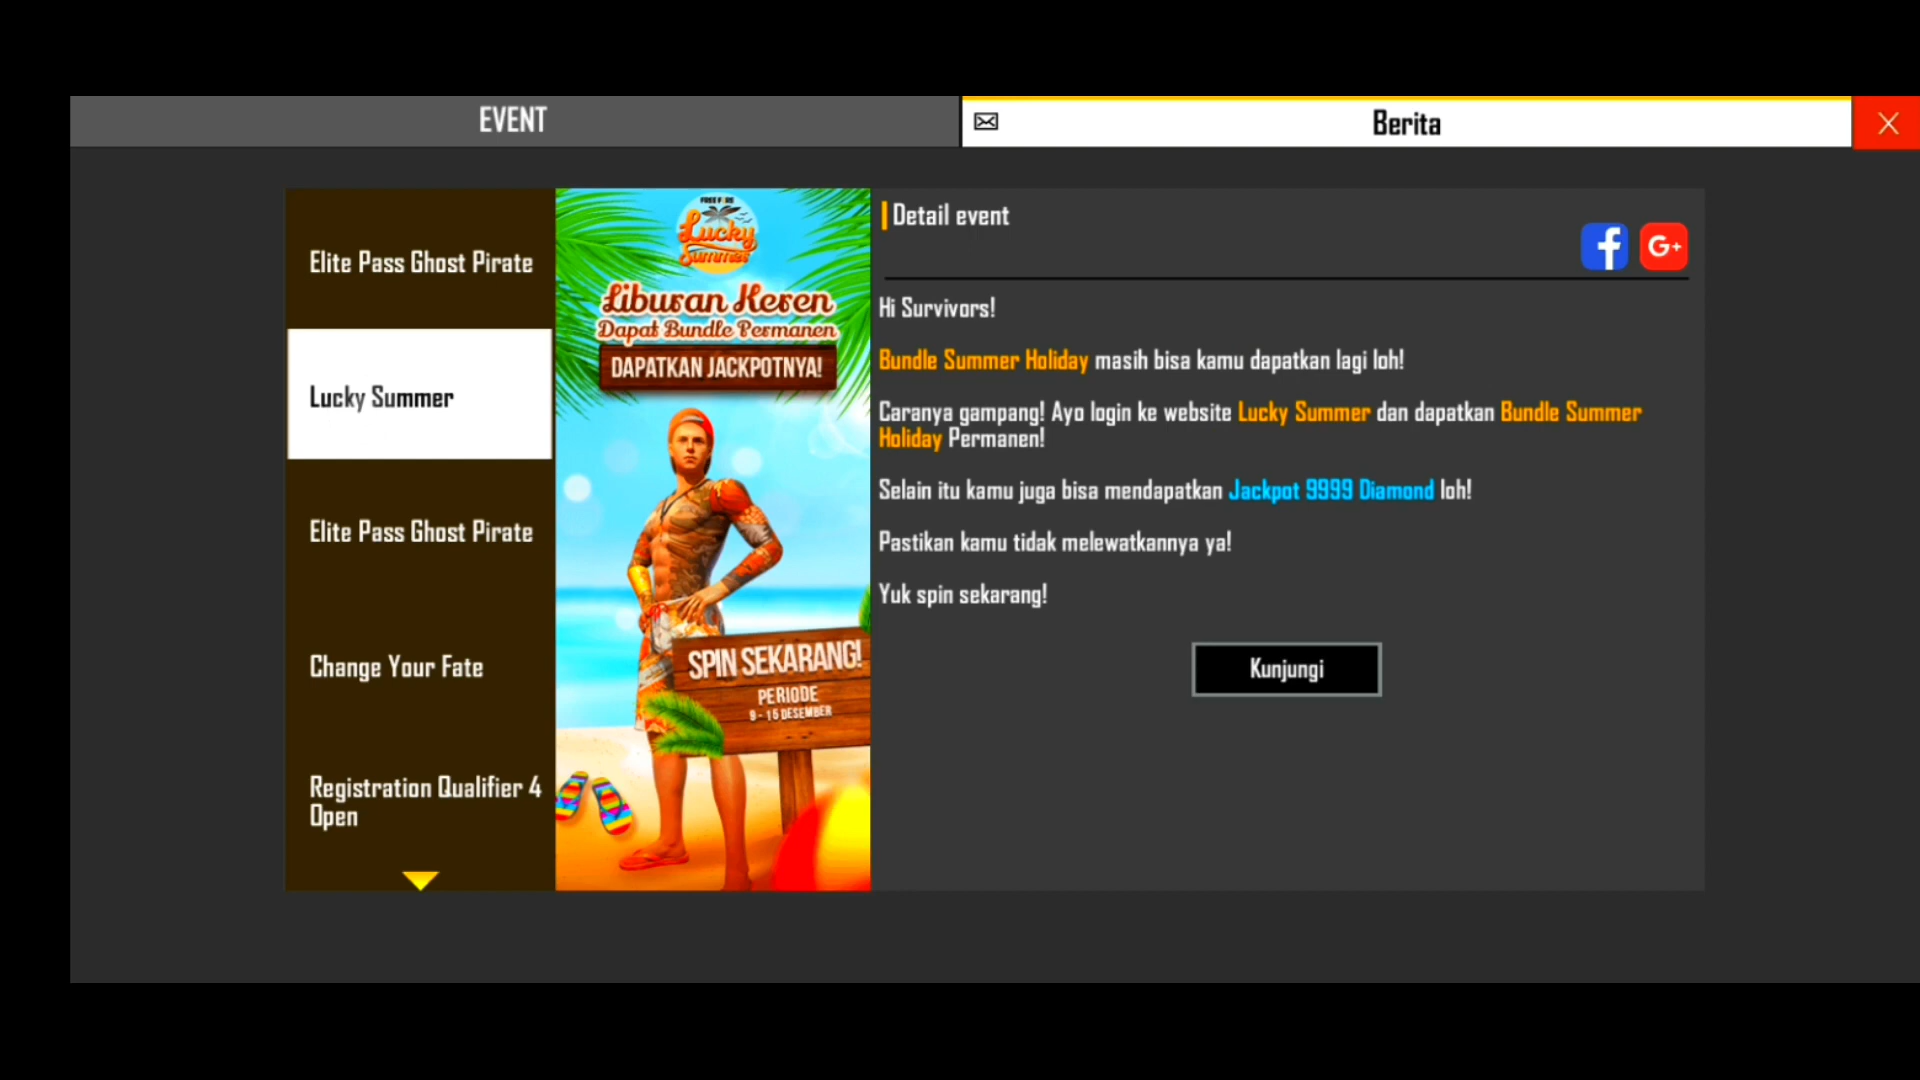 EVENT
Berita
Elite Pass Ghost Pirate
Lucky Summer
Elite Pass Ghost Pirate
Change Your Fate
Registration Qualifier 4
Open
FREE FIRE
Lucky
Summer
Liburan Keren
Dapat Bundle Permanen
DAPATKAN JACKPOTNYA!
SPIN SEKARANG!
PERIODE
9 - 15 DESEMBER
Detail event
f
G+
Hi Survivors!
Bundle Summer Holiday masih bisa kamu dapatkan lagi loh!
Caranya gampang! Ayo login ke website Lucky Summer dan dapatkan Bundle Summer
Holiday Permanen!
Selain itu kamu juga bisa mendapatkan Jackpot 9999 Diamond loh!
Pastikan kamu tidak melewatkannya ya!
Yuk spin sekarang!
Kunjungi